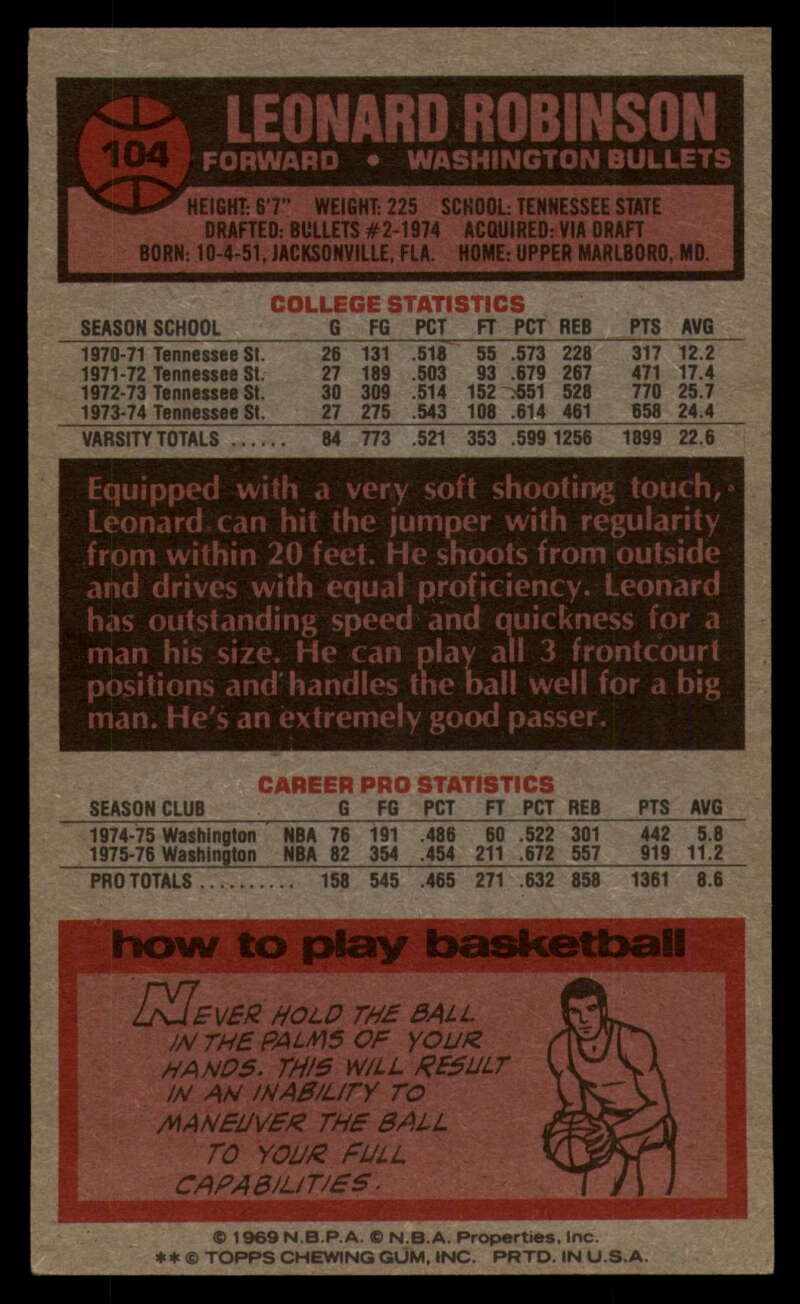 104
LEONARD ROBINSON
FORWARD • WASHINGTON BULLETS
HEIGHT: 6'7" WEIGHT: 225 SCHOOL: TENNESSEE STATE
DRAFTED: BULLETS #2-1974 ACQUIRED: VIA DRAFT
BORN: 10-4-51, JACKSONVILLE, FLA. HOME: UPPER MARLBORO, MD.
COLLEGE STATISTICS
SEASON SCHOOL G FG PCT FT PCT REB PTS AVG
1970-71 Tennessee St. 26 131 .518 55 .573 228 317 12.2
1971-72 Tennessee St. 27 189 .503 93 .679 267 471 17.4
1972-73 Tennessee St. 30 309 .514 152 .551 528 770 25.7
1973-74 Tennessee St. 27 275 .543 108 .614 461 658 24.4
VARSITY TOTALS ...... 84 773 .521 353 .599 1256 1899 22.6
Equipped with a very soft shooting touch,
Leonard can hit the jumper with regularity
from within 20 feet. He shoots from outside
and drives with equal proficiency. Leonard
has outstanding speed and quickness for a
man his size. He can play all 3 frontcourt
positions and handles the ball well for a big
man. He's an extremely good passer.
CAREER PRO STATISTICS
SEASON CLUB G FG PCT FT PCT REB PTS AVG
1974-75 Washington NBA 76 191 .486 60 .522 301 442 5.8
1975-76 Washington NBA 82 354 .454 211 .672 557 919 11.2
PRO TOTALS .......... 158 545 .465 271 .632 858 1361 8.6
how to play basketball
NEVER HOLD THE BALL
IN THE PALMS OF YOUR
HANDS. THIS WILL RESULT
IN AN INABILITY TO
MANEUVER THE BALL
TO YOUR FULL
CAPABILITIES.
© 1969 N.B.P.A. © N.B.A. Properties, Inc.
** © TOPPS CHEWING GUM, INC. PRTD. IN U.S.A.